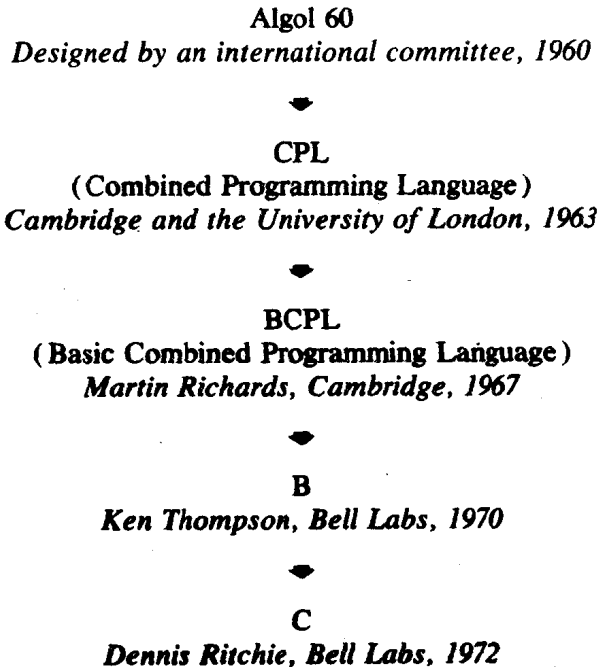 Algol 60
Designed by an international committee, 1960
CPL
(Combined Programming Language)
Cambridge and the University of London, 1963
BCPL
(Basic Combined Programming Language)
Martin Richards, Cambridge, 1967
B
Ken Thompson, Bell Labs, 1970
C
Dennis Ritchie, Bell Labs, 1972